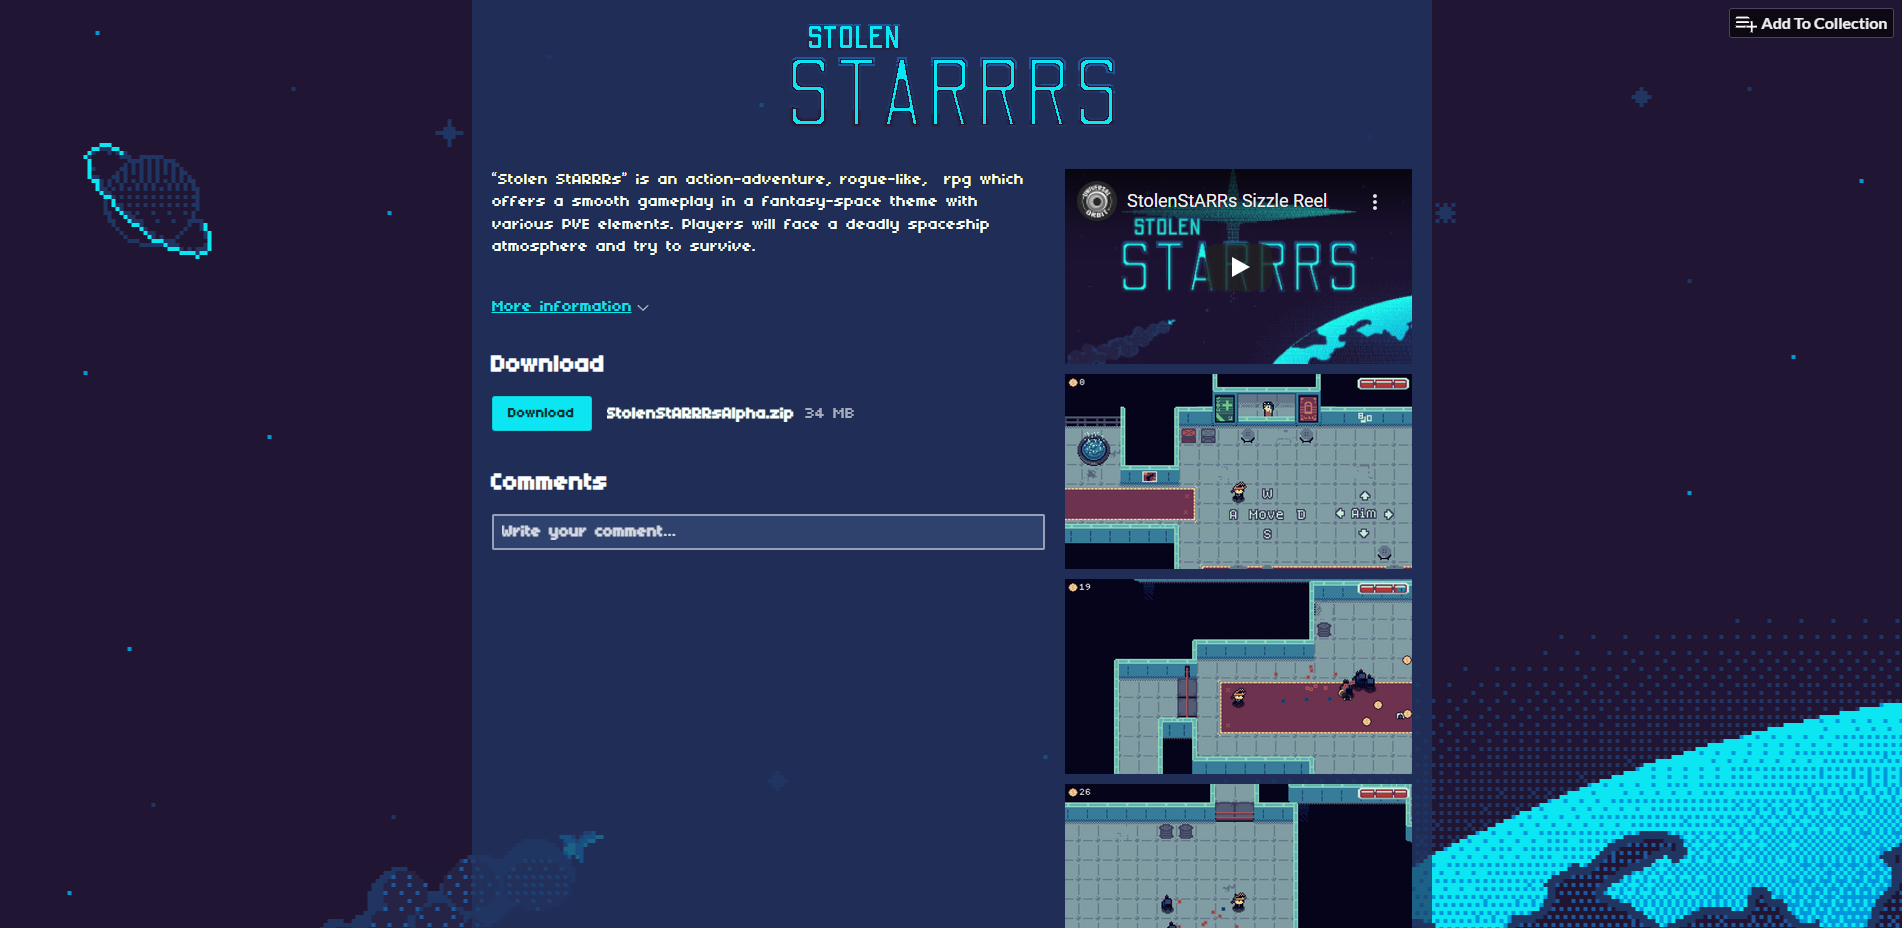 Add To Collection
STOLEN
STARRRS
“Stolen StARRRs” is an action-adventure, rogue-like, rpg which
offers a smooth gameplay in a fantasy-space theme with
various PVE elements. Players will face a deadly spaceship
atmosphere and try to survive.
More information
Download
Download StolenStARRRsAlpha.zip 34 MB
Comments
Write your comment...
UNIVERSAL ORBIT
StolenStARRs Sizzle Reel
STOLEN
STARRRS
0
W
A Move D
S
Aim
19
26